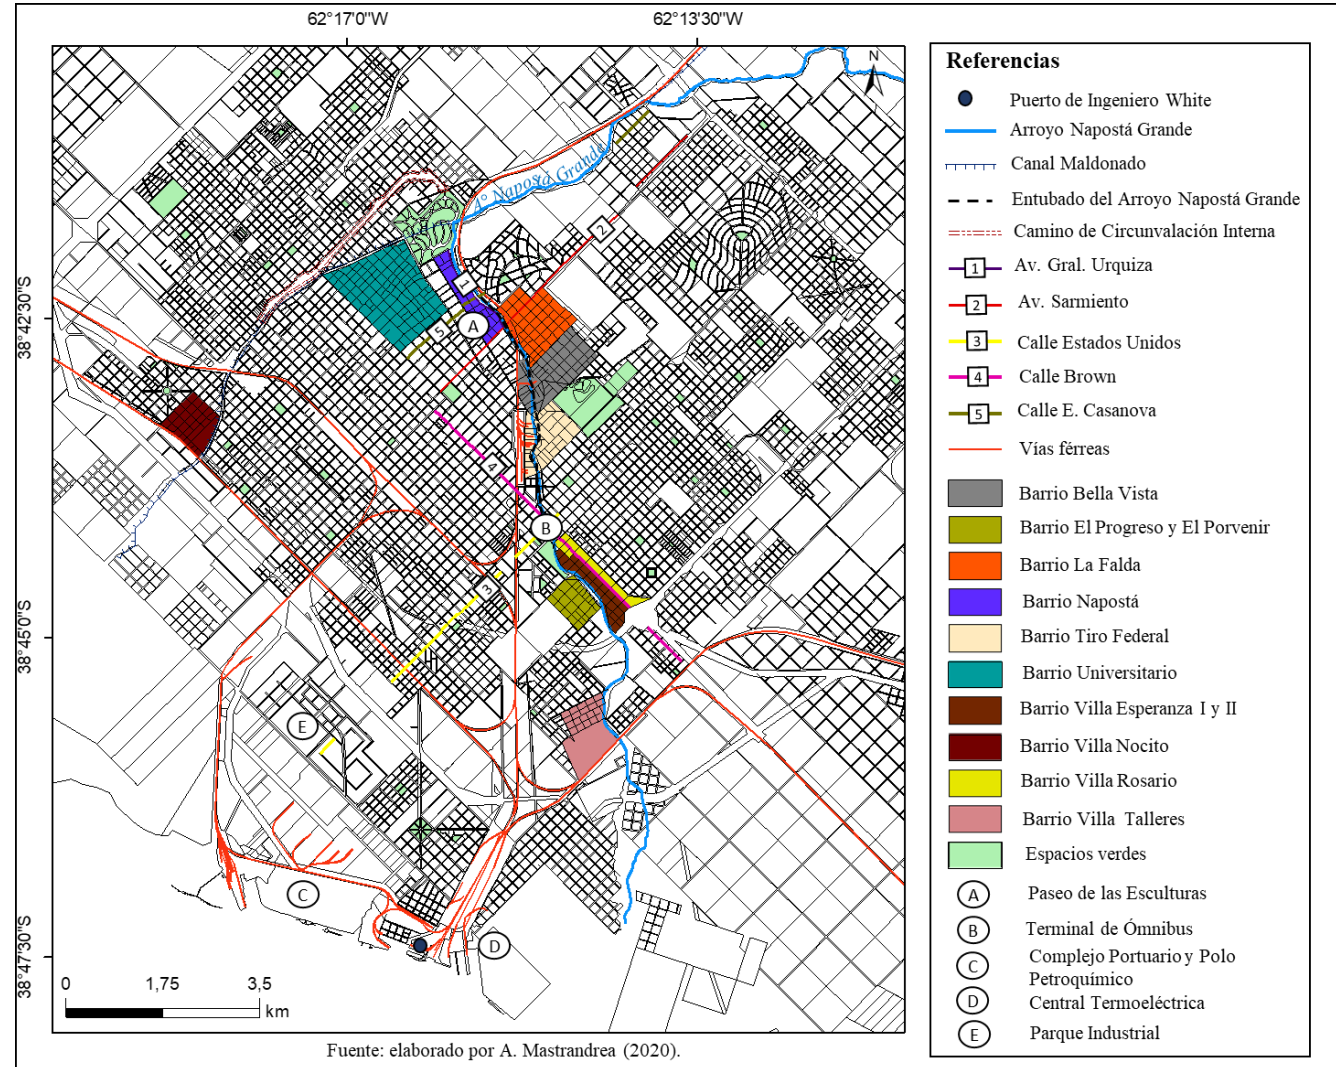 62°17'0"W
62°13'30"W
N
A° Napostá Grande
38°42'30"S
38°45'0"S
38°47'30"S
1
2
3
4
5
A
B
C
D
E
0
1,75
3,5
km
Fuente: elaborado por A. Mastrandrea (2020).
Referencias
Puerto de Ingeniero White
Arroyo Napostá Grande
Canal Maldonado
Entubado del Arroyo Napostá Grande
Camino de Circunvalación Interna
1 Av. Gral. Urquiza
2 Av. Sarmiento
3 Calle Estados Unidos
4 Calle Brown
5 Calle E. Casanova
Vías férreas
Barrio Bella Vista
Barrio El Progreso y El Porvenir
Barrio La Falda
Barrio Napostá
Barrio Tiro Federal
Barrio Universitario
Barrio Villa Esperanza I y II
Barrio Villa Nocito
Barrio Villa Rosario
Barrio Villa Talleres
Espacios verdes
A Paseo de las Esculturas
B Terminal de Ómnibus
C Complejo Portuario y Polo
Petroquímico
D Central Termoeléctrica
E Parque Industrial